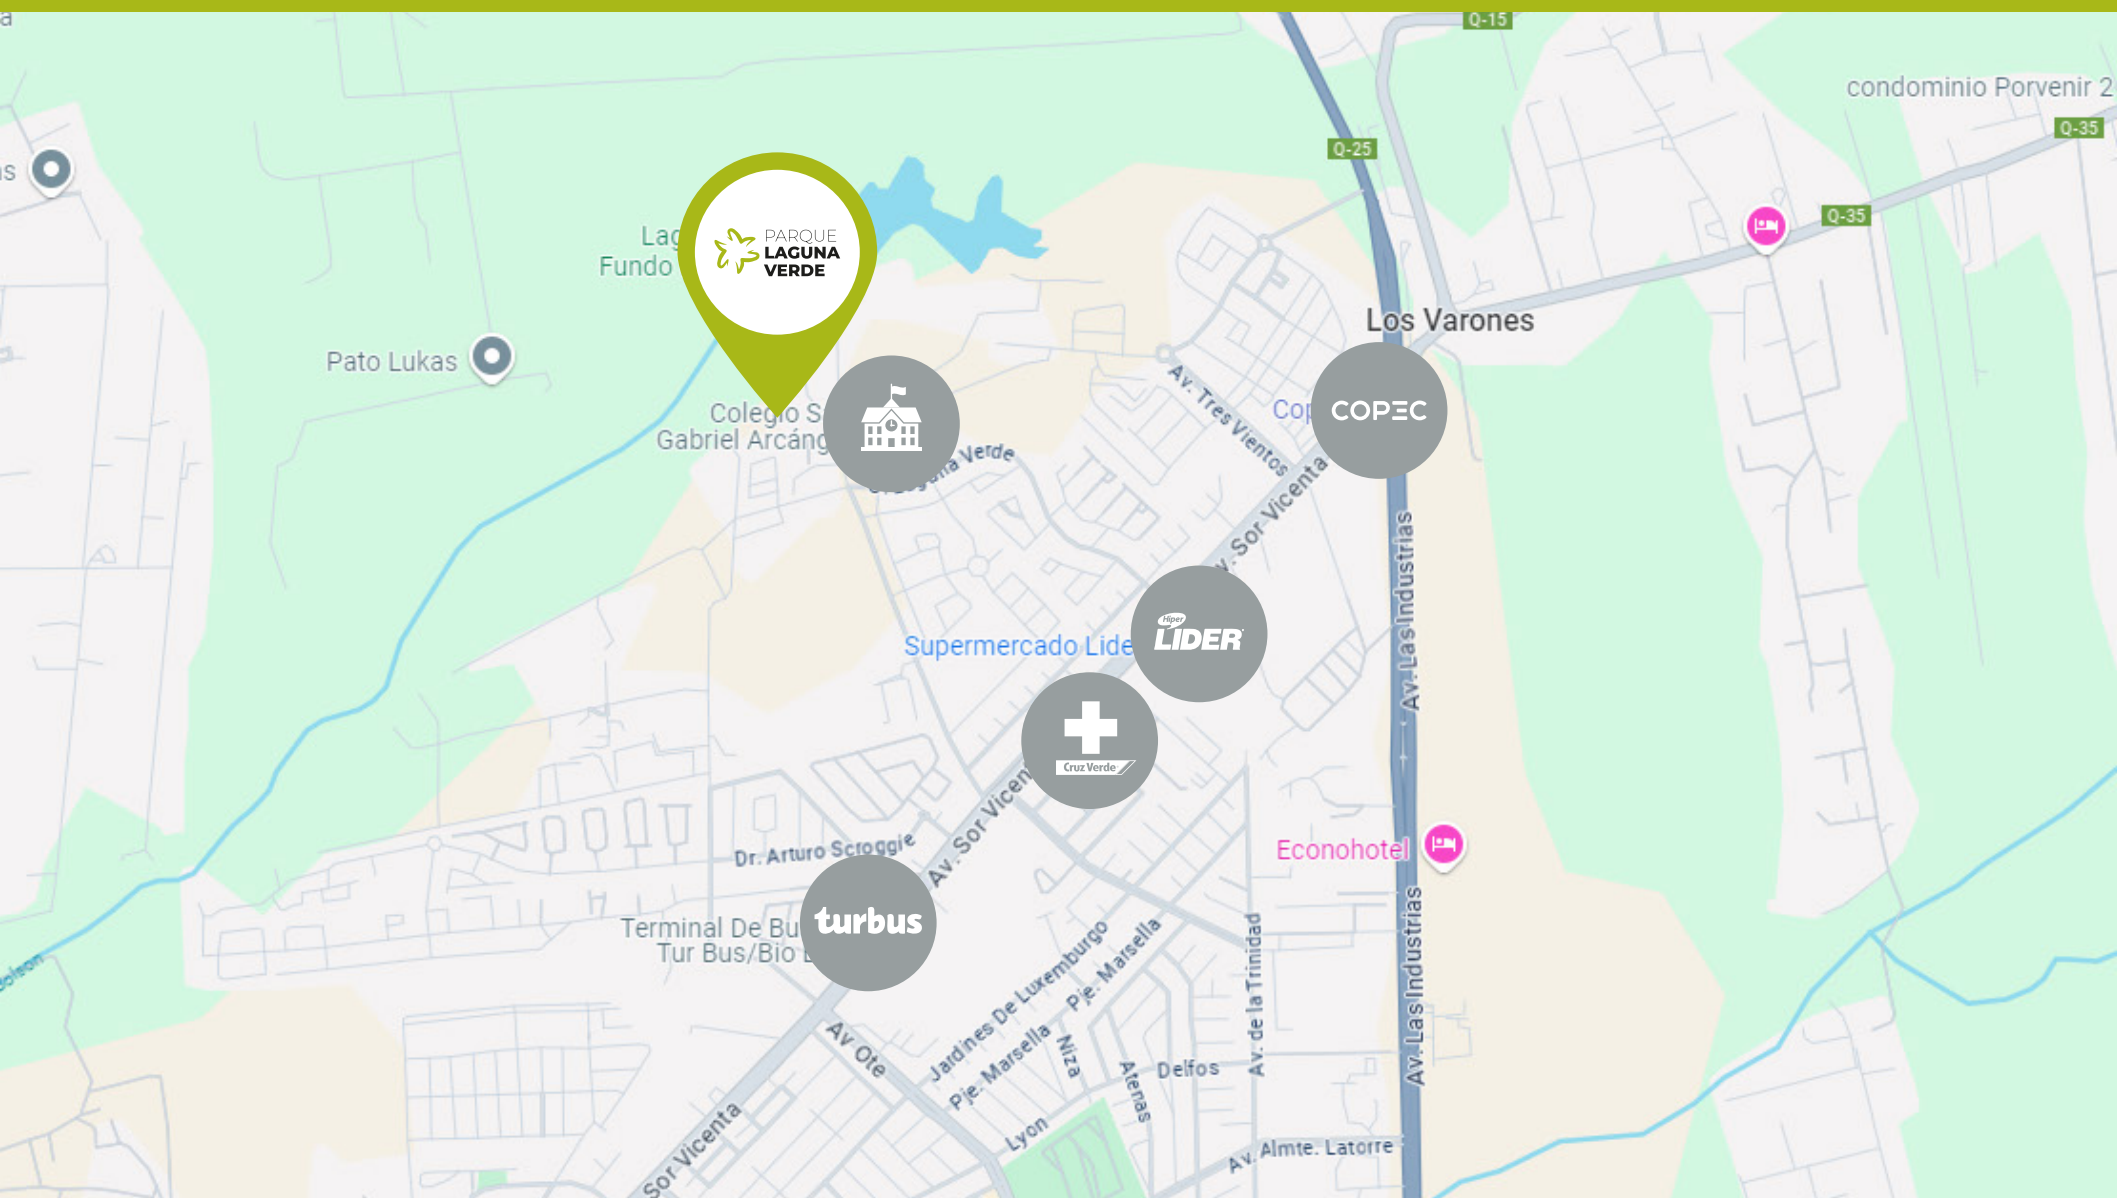 Q-15
condominio Porvenir 2
Q-35
Q-25
Q-35
PARQUE
LAGUNA
VERDE
Fundo
Los Varones
Pato Lukas
Av. Tres Vientos
COPEC
Colegio S
Gabriel Arcáng
Verde
Av. Sor Vicenta
Av. Las Industrias
Hiper
LIDER
Supermercado Lide
Cruz Verde
Av. Sor Vicen
Dr. Arturo Scroggie
Econohotel
turbus
Terminal De Bu
Tur Bus/Bio
Jardines De Luxemburgo
Pje. Marsella
Av. de la Trinidad
Av. Las Industrias
Av Ote
Pje. Marsella
Niza
Atenas
Delfos
Lyon
Sor Vicenta
Av. Almte. Latorre